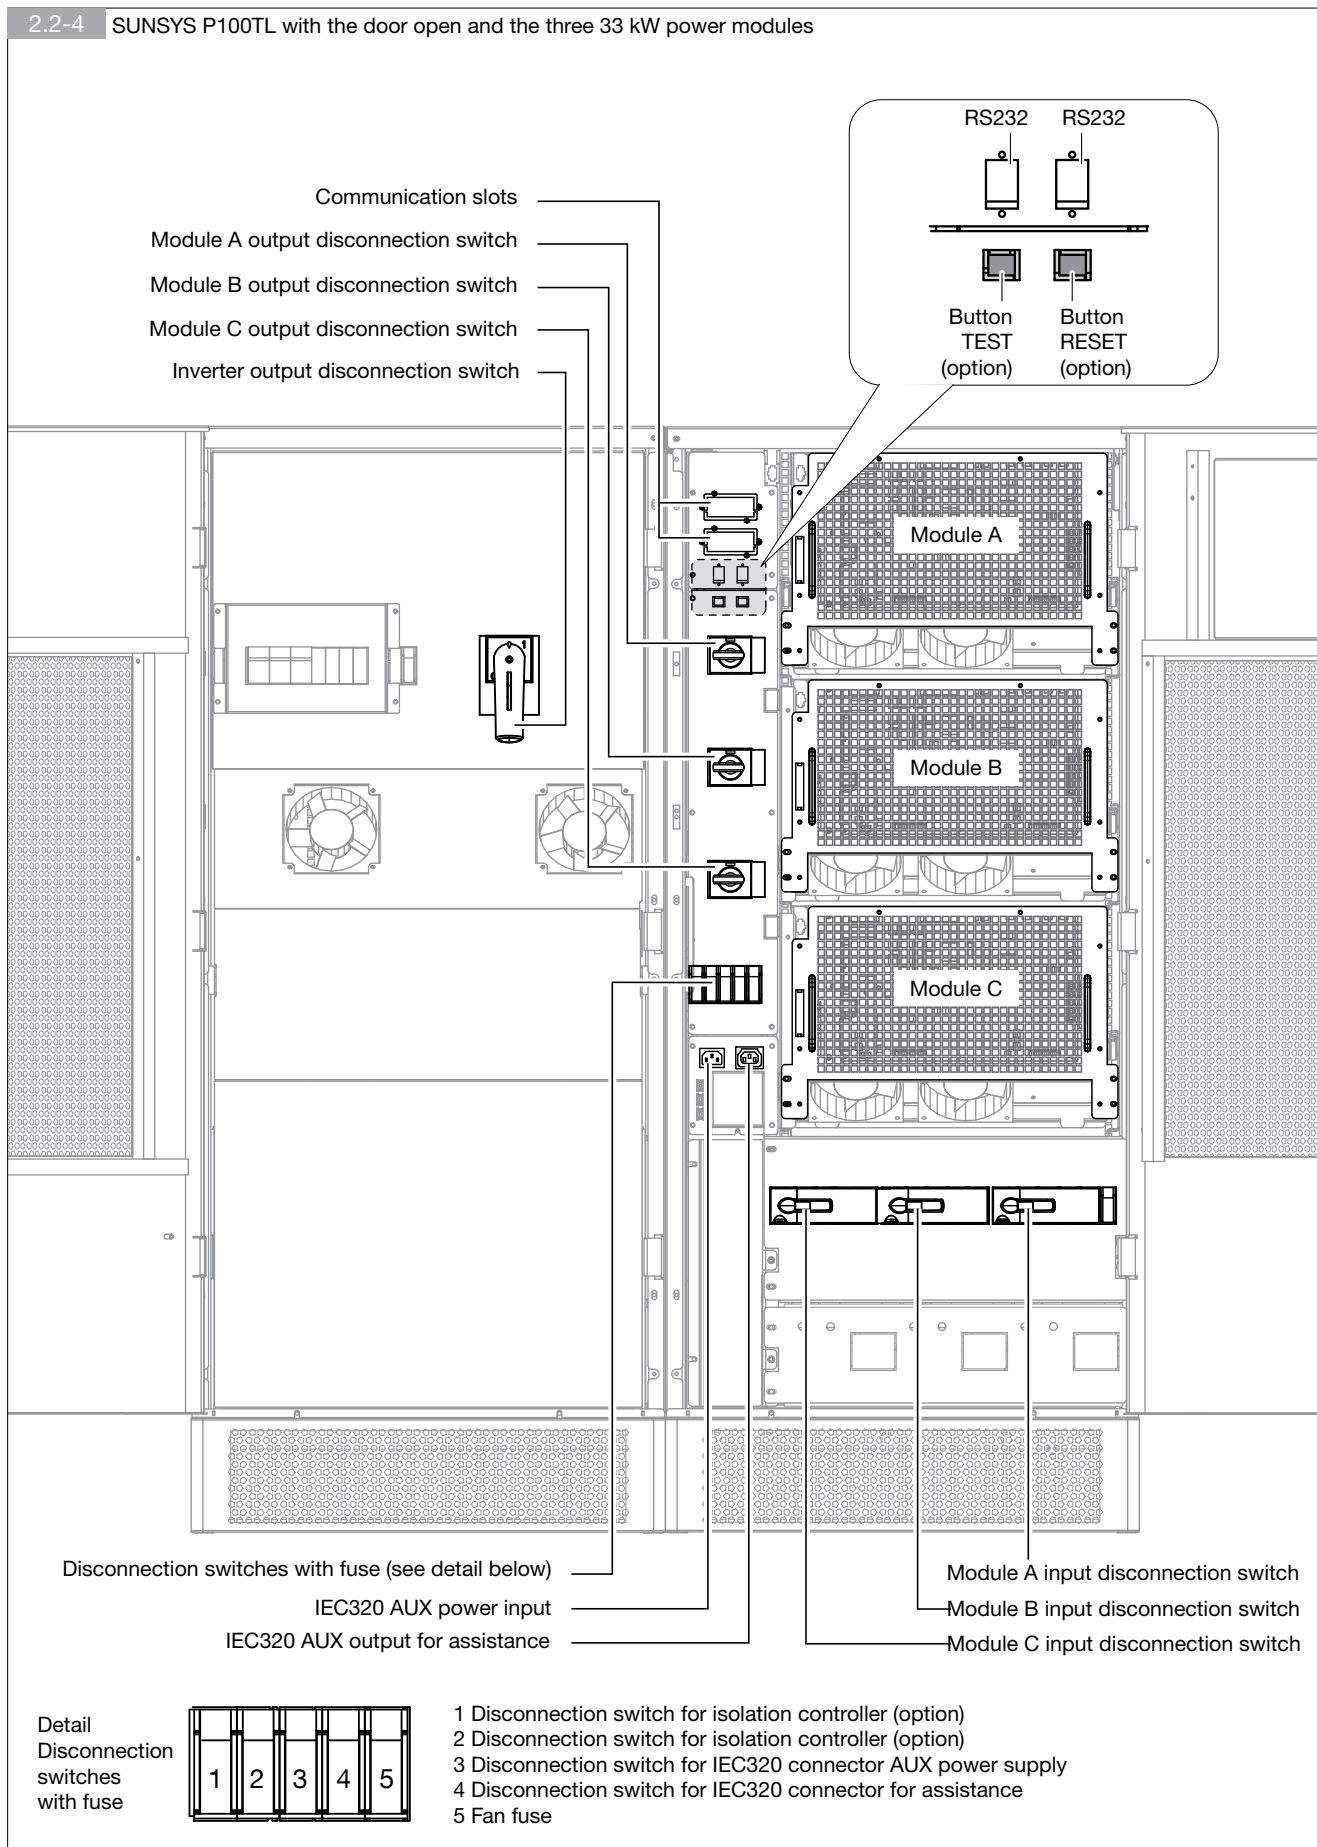 2.2-4 SUNSYS P100TL with the door open and the three 33 kW power modules
RS232 RS232
Communication slots
Module A output disconnection switch
Module B output disconnection switch
Module C output disconnection switch
Inverter output disconnection switch
Button
TEST
(option)
Button
RESET
(option)
Module A
Module B
Module C
Disconnection switches with fuse (see detail below)
IEC320 AUX power input
IEC320 AUX output for assistance
Module A input disconnection switch
Module B input disconnection switch
Module C input disconnection switch
Detail
Disconnection
switches
with fuse
1 2 3 4 5
1 Disconnection switch for isolation controller (option)
2 Disconnection switch for isolation controller (option)
3 Disconnection switch for IEC320 connector AUX power supply
4 Disconnection switch for IEC320 connector for assistance
5 Fan fuse